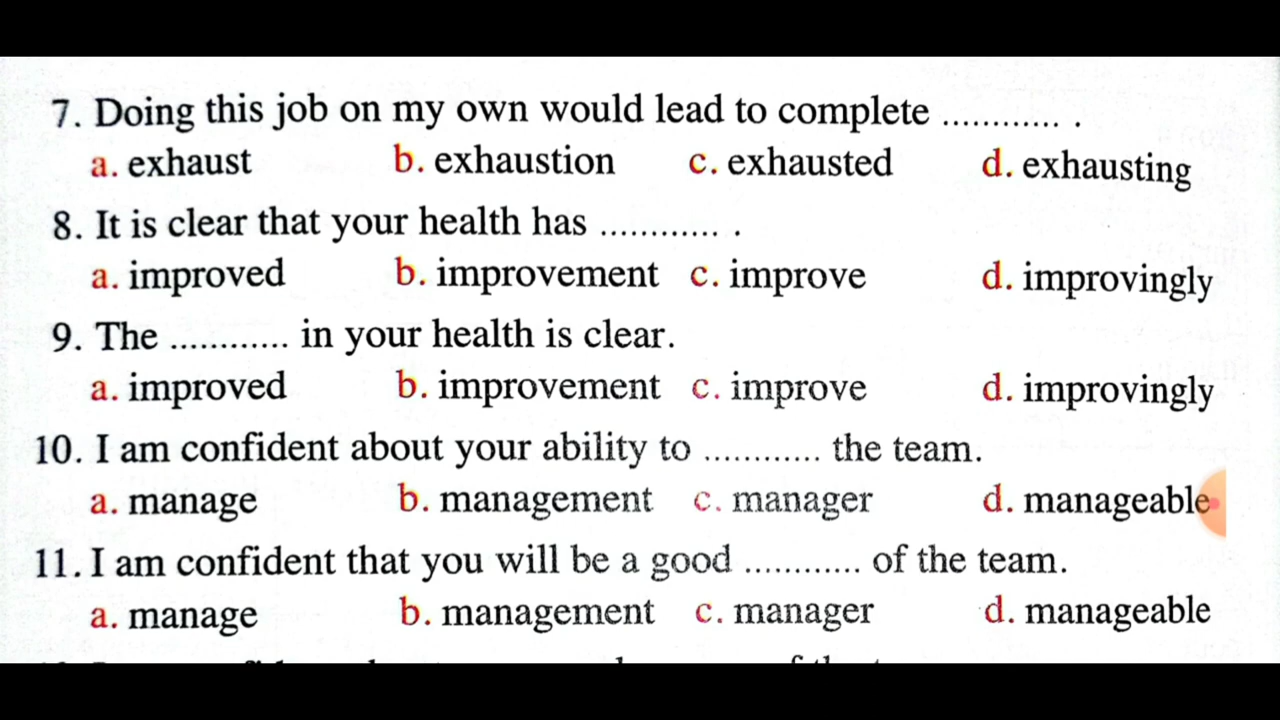 7. Doing this job on my own would lead to complete ............ .
a. exhaust b. exhaustion c. exhausted d. exhausting
8. It is clear that your health has ............ .
a. improved b. improvement c. improve d. improvingly
9. The ............ in your health is clear.
a. improved b. improvement c. improve d. improvingly
10. I am confident about your ability to ............ the team.
a. manage b. management c. manager d. manageable
11. I am confident that you will be a good ............ of the team.
a. manage b. management c. manager d. manageable